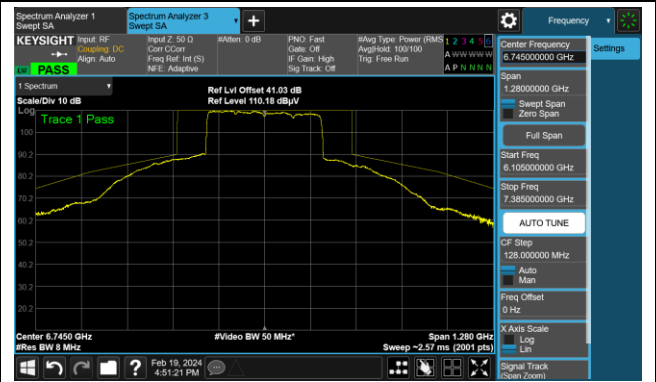 Spectrum Analyzer 1
Swept SA
Spectrum Analyzer 3
Swept SA
+
Frequency
KEYSIGHT
Input: RF
Coupling: DC
Align: Auto
Input Z: 50 Ω
Corr CCorr
Freq Ref: Int (S)
NFE: Adaptive
#Atten: 0 dB
PNO: Fast
Gate: Off
IF Gain: High
Sig Track: Off
#Avg Type: Power (RMS
Avg|Hold: 100/100
Trig: Free Run
1 2 3 4 5 6
A W W W W W
A P N N N N
PASS
1 Spectrum
Scale/Div 10 dB
Ref Lvl Offset 41.03 dB
Ref Level 110.18 dBµV
Log
Trace 1 Pass
100
90.2
80.2
70.2
60.2
50.2
40.2
30.2
20.2
Center 6.7450 GHz
#Res BW 8 MHz
#Video BW 50 MHz*
Span 1.280 GHz
Sweep ~2.57 ms (2001 pts)
Center Frequency
6.745000000 GHz
Settings
Span
1.28000000 GHz
Swept Span
Zero Span
Full Span
Start Freq
6.105000000 GHz
Stop Freq
7.385000000 GHz
AUTO TUNE
CF Step
128.000000 MHz
Auto
Man
Freq Offset
0 Hz
X Axis Scale
Log
Lin
Signal Track
(Span Zoom)
?
Feb 19, 2024
4:51:21 PM